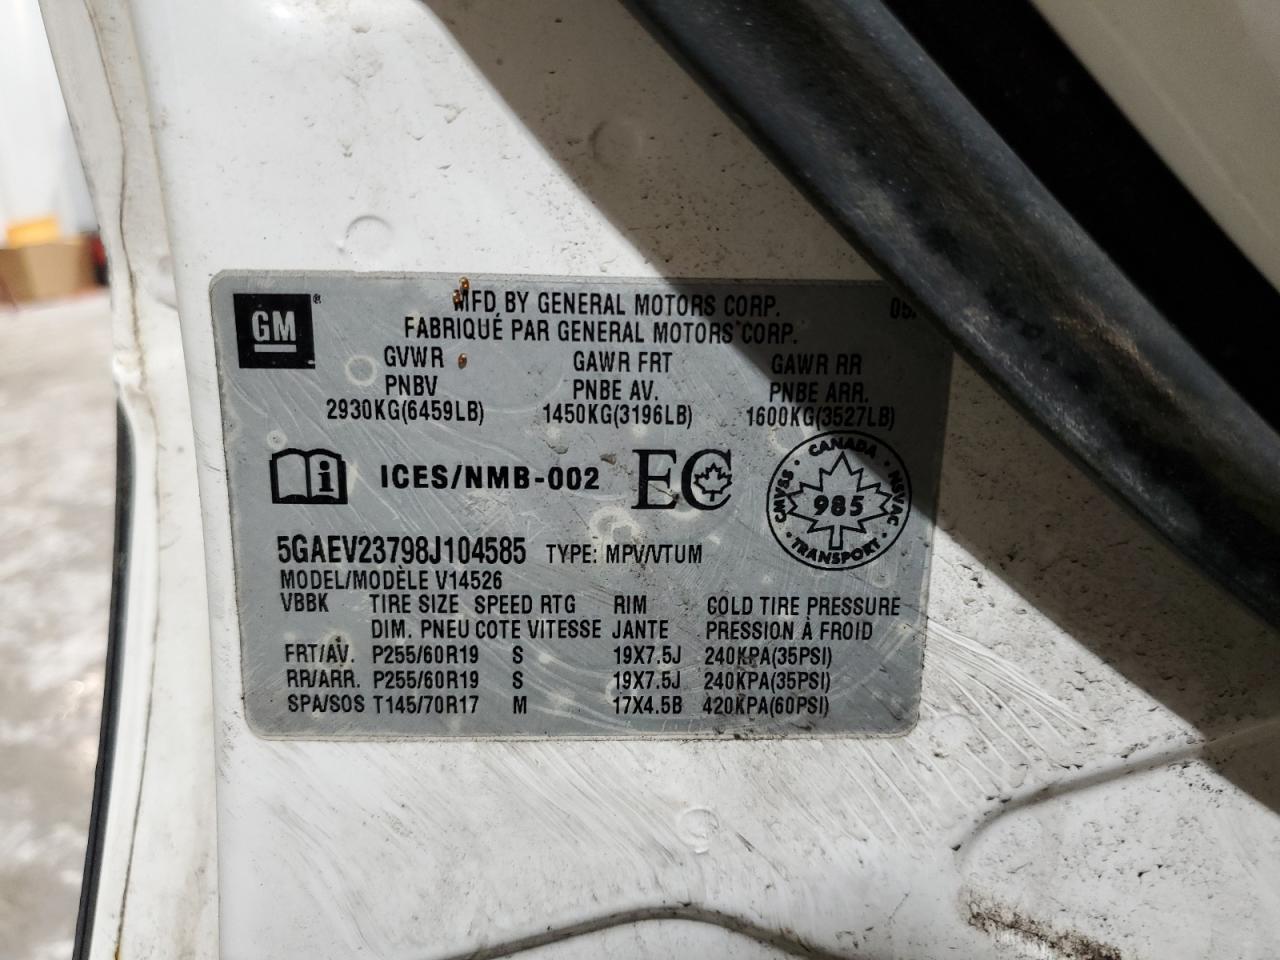 GM ®
MFD BY GENERAL MOTORS CORP.
FABRIQUÉ PAR GENERAL MOTORS CORP.
GVWR GAWR FRT GAWR RR
PNBV PNBE AV. PNBE ARR.
2930KG(6459LB) 1450KG(3196LB) 1600KG(3527LB)
ICES/NMB-002 EC
CANADA
CMVSS 985 NSVAC
TRANSPORT
5GAEV23798J104585 TYPE: MPV/VTUM
MODEL/MODÈLE V14526
VBBK TIRE SIZE SPEED RTG RIM COLD TIRE PRESSURE
DIM. PNEU COTE VITESSE JANTE PRESSION À FROID
FRT/AV. P255/60R19 S 19X7.5J 240KPA(35PSI)
RR/ARR. P255/60R19 S 19X7.5J 240KPA(35PSI)
SPA/SOS T145/70R17 M 17X4.5B 420KPA(60PSI)